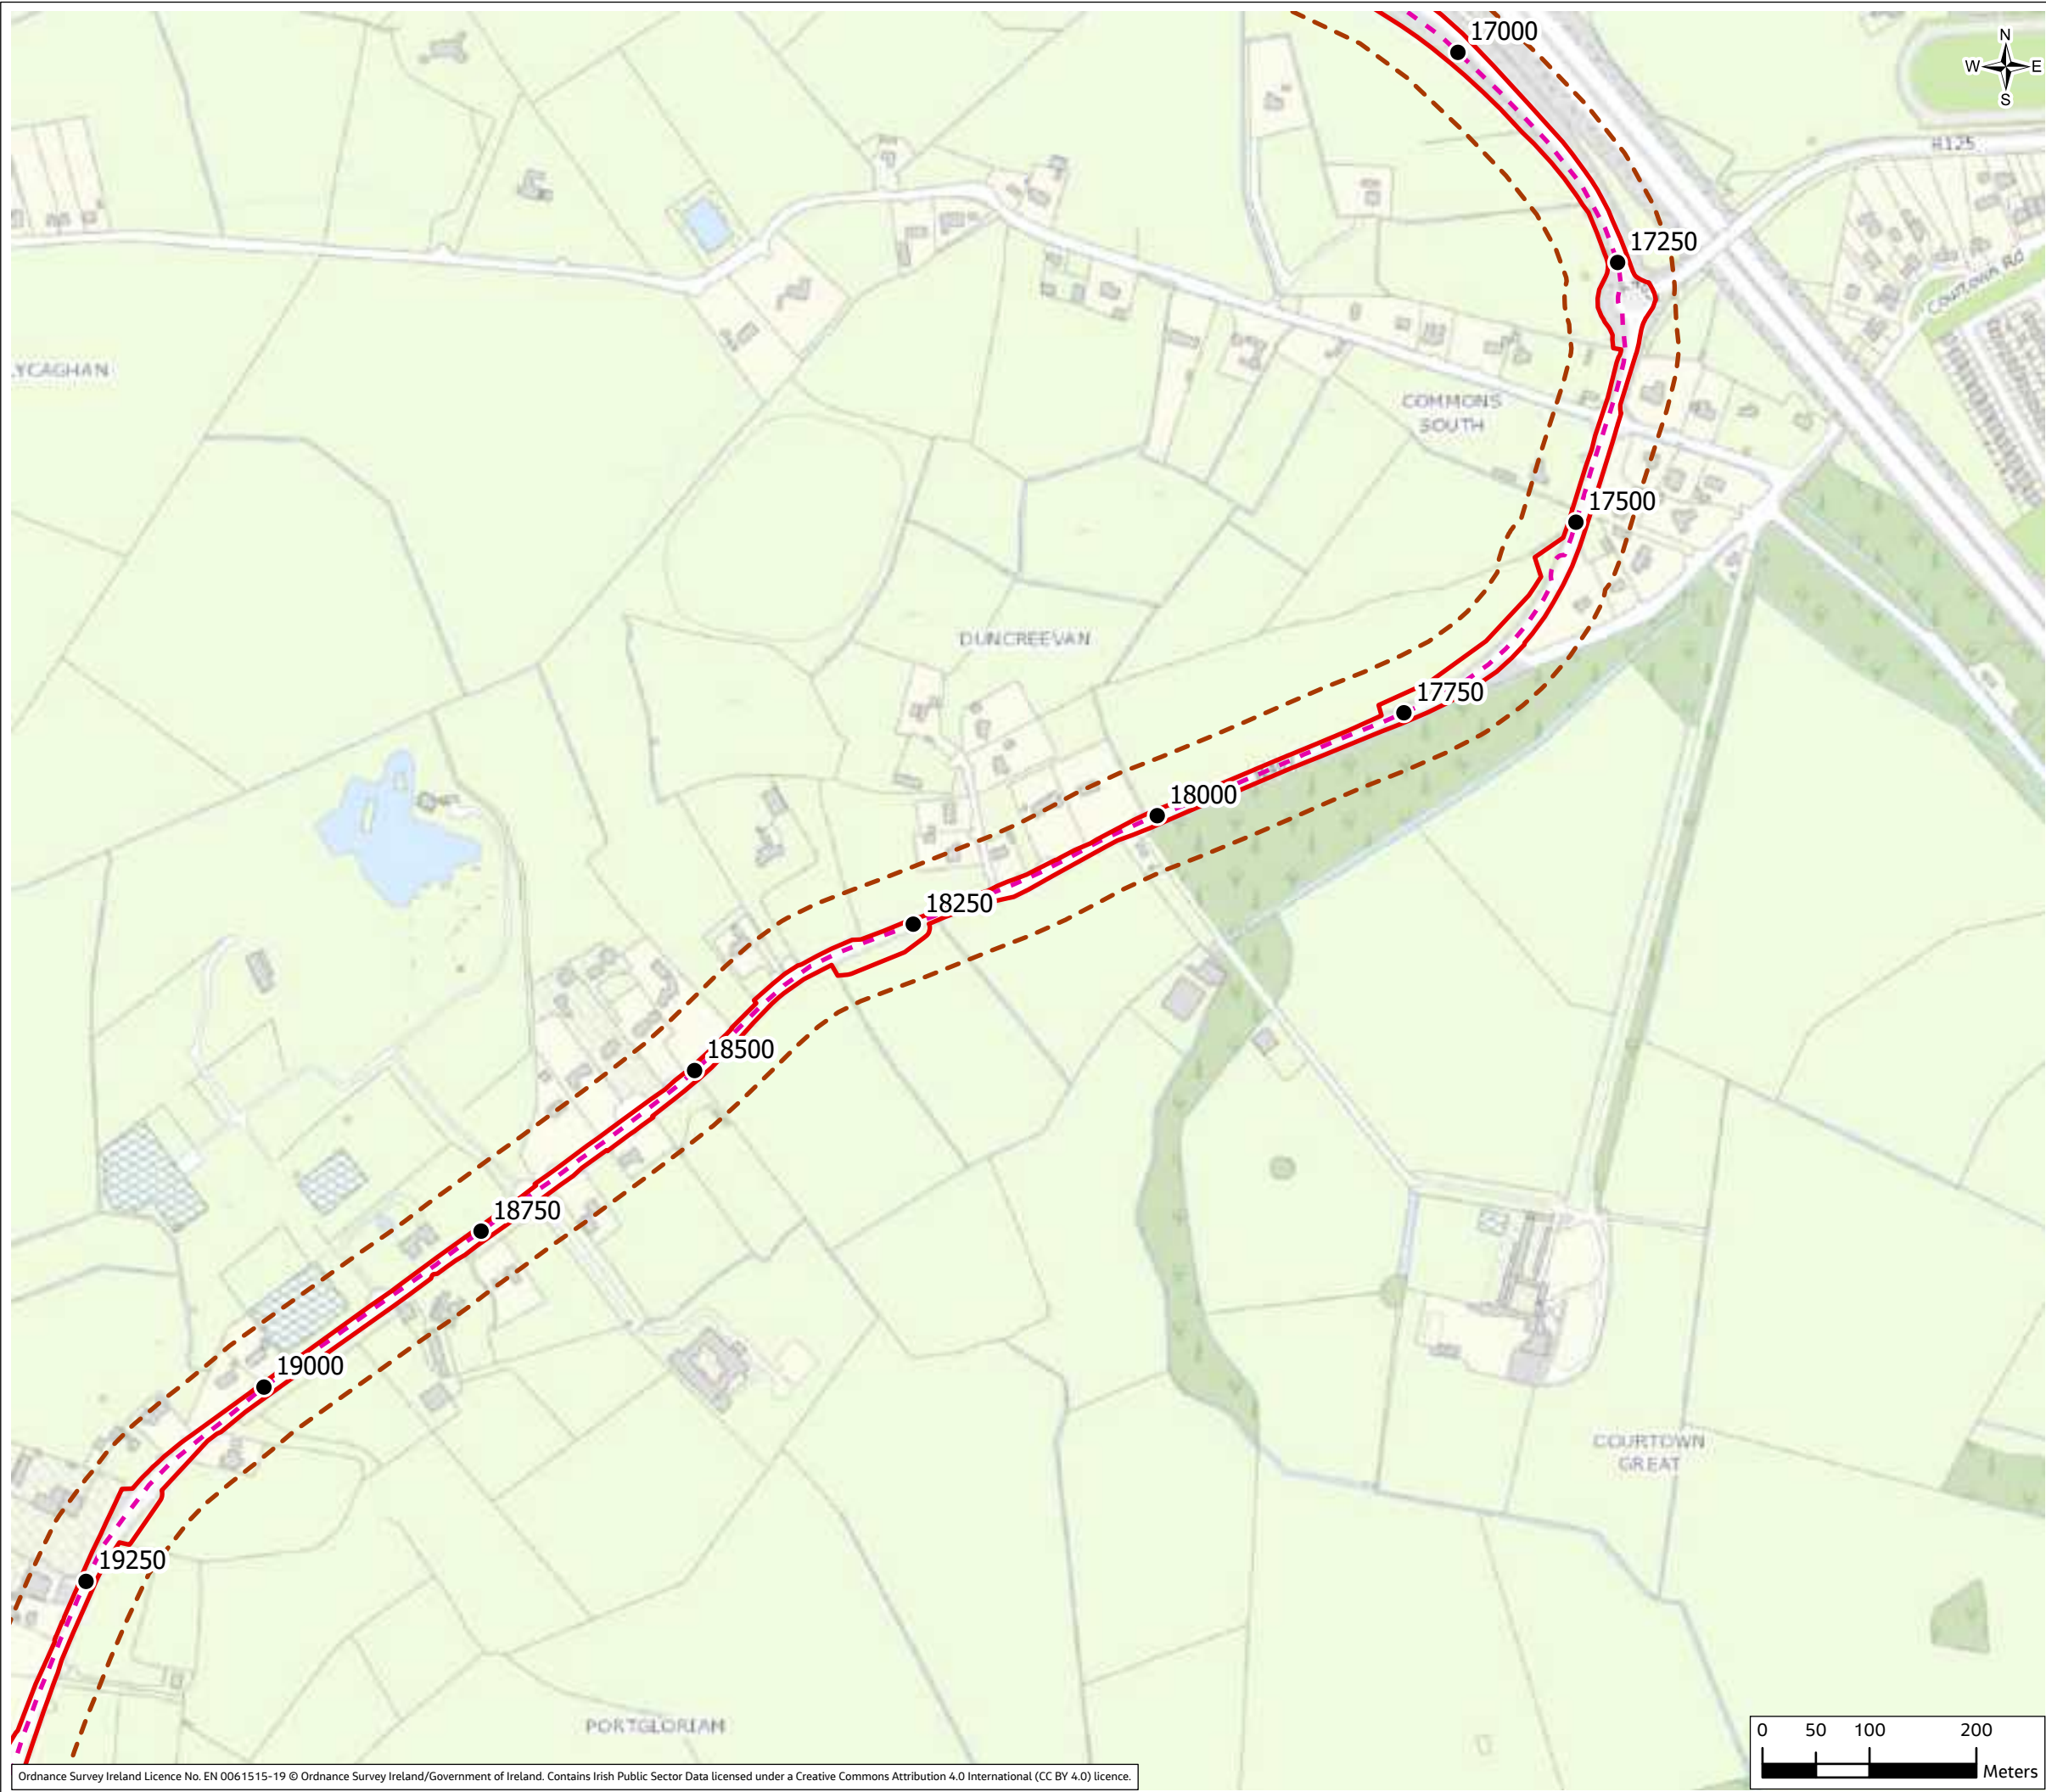 17000
N
W E
S
R125
17250
Courtown Rd
YCAGHAN
COMMONS
SOUTH
17500
DUNCREEVAN
17750
18000
18250
18500
18750
19000
COURTOWN
GREAT
19250
PORTGLORIAM
0 50 100 200
Meters
Ordnance Survey Ireland Licence No. EN 0061515-19 © Ordnance Survey Ireland/Government of Ireland. Contains Irish Public Sector Data licensed under a Creative Commons Attribution 4.0 International (CC BY 4.0) licence.